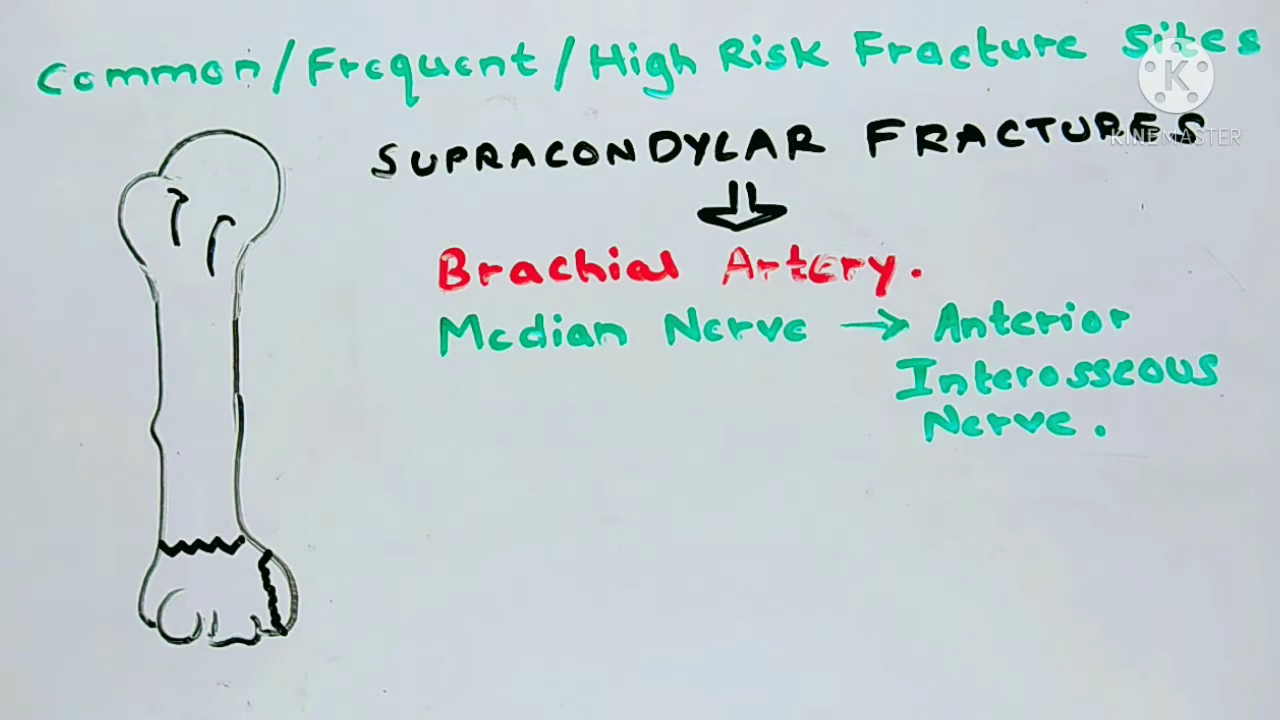 Common/Frequent/High Risk Fracture Sites
K
KINEMASTER
SUPRACONDYLAR FRACTURES
Brachial Artery.
Median Nerve → Anterior
Interosseous
Nerve.